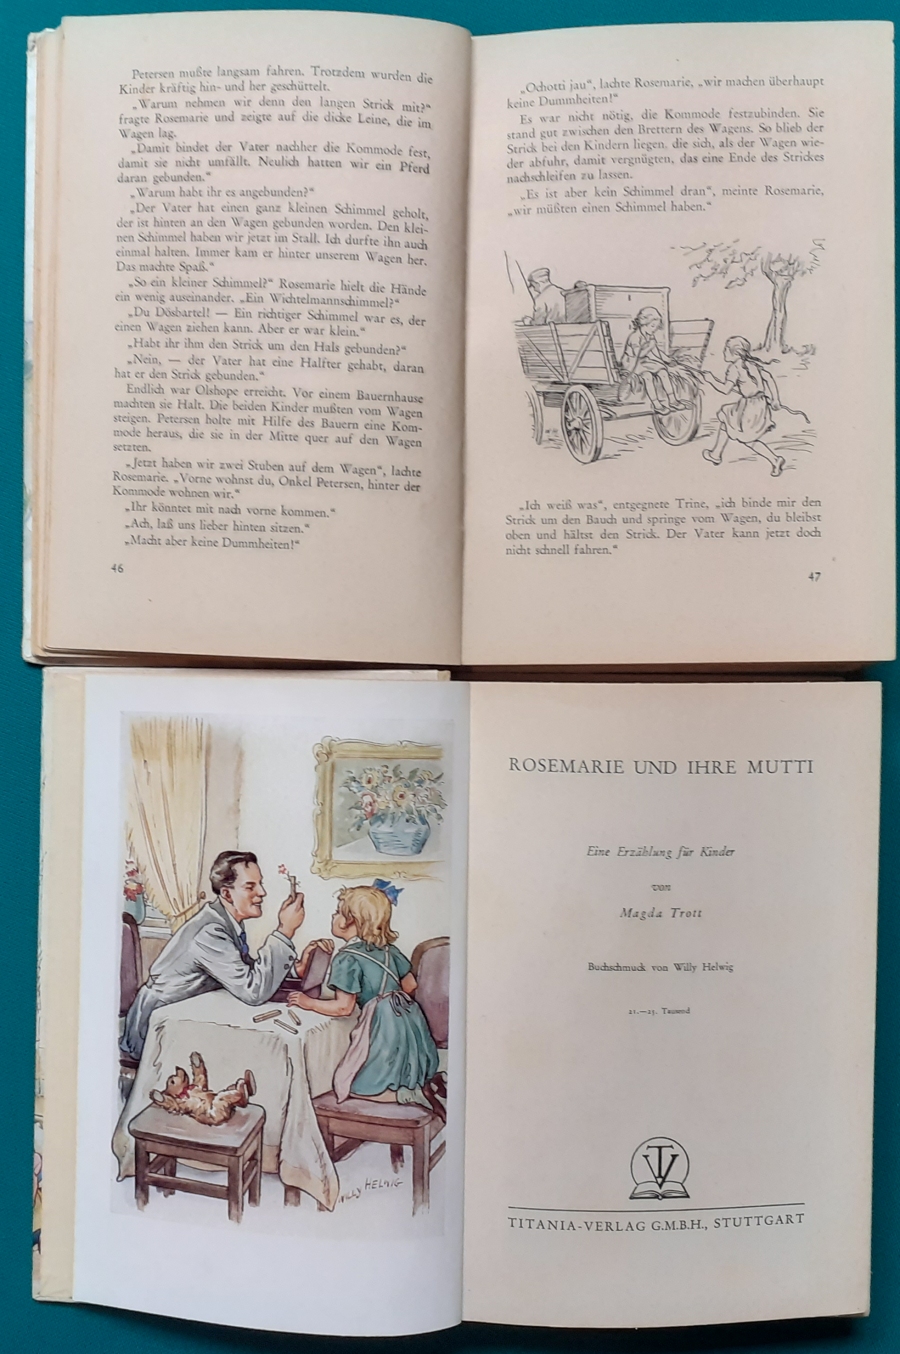 Petersen mußte langsam fahren. Trotzdem wurden die
Kinder kräftig hin- und her geschüttelt.
„Warum nehmen wir denn den langen Strick mit?“
fragte Rosemarie und zeigte auf die dicke Leine, die im
Wagen lag.
„Damit bindet der Vater nachher die Kommode fest,
damit sie nicht umfällt. Neulich hatten wir ein Pferd
daran gebunden.“
„Warum habt ihr es angebunden?“
„Der Vater hat einen ganz kleinen Schimmel geholt,
der ist hinten an den Wagen gebunden worden. Den klei-
nen Schimmel haben wir jetzt im Stall. Ich durfte ihn auch
einmal halten. Immer kam er hinter unserem Wagen her.
Das machte Spaß.“
„So ein kleiner Schimmel?“ Rosemarie hielt die Hände
ein wenig auseinander. „Ein Wichtelmannschimmel?“
„Du Dösbartel! — Ein richtiger Schimmel war es, der
einen Wagen ziehen kann. Aber er war klein.“
„Habt ihr ihm den Strick um den Hals gebunden?“
„Nein, — der Vater hat eine Halfter gehabt, daran
hat er den Strick gebunden.“
Endlich war Olshope erreicht. Vor einem Bauernhause
machten sie Halt. Die beiden Kinder mußten vom Wagen
steigen. Petersen holte mit Hilfe des Bauern eine Kom-
mode heraus, die sie in der Mitte quer auf den Wagen
setzten.
„Jetzt haben wir zwei Stuben auf dem Wagen“, lachte
Rosemarie. „Vorne wohnst du, Onkel Petersen, hinter der
Kommode wohnen wir.“
„Ihr könntet mit nach vorne kommen.“
„Ach, laß uns lieber hinten sitzen.“
„Macht aber keine Dummheiten!“
46
„Ochotti jau“, lachte Rosemarie, „wir machen überhaupt
keine Dummheiten!“
Es war nicht nötig, die Kommode festzubinden. Sie
stand gut zwischen den Brettern des Wagens. So blieb der
Strick bei den Kindern liegen, die sich, als der Wagen wie-
der abfuhr, damit vergnügten, das eine Ende des Strickes
nachschleifen zu lassen.
„Es ist aber kein Schimmel dran“, meinte Rosemarie,
„wir müßten einen Schimmel haben.“
„Ich weiß was“, entgegnete Trine, „ich binde mir den
Strick um den Bauch und springe vom Wagen, du bleibst
oben und hältst den Strick. Der Vater kann jetzt doch
nicht schnell fahren.“
47
WILLY HELWIG
ROSEMARIE UND IHRE MUTTI
Eine Erzählung für Kinder
von
Magda Trott
Buchschmuck von Willy Helwig
21.—25. Tausend
TV
TITANIA-VERLAG G.M.B.H., STUTTGART